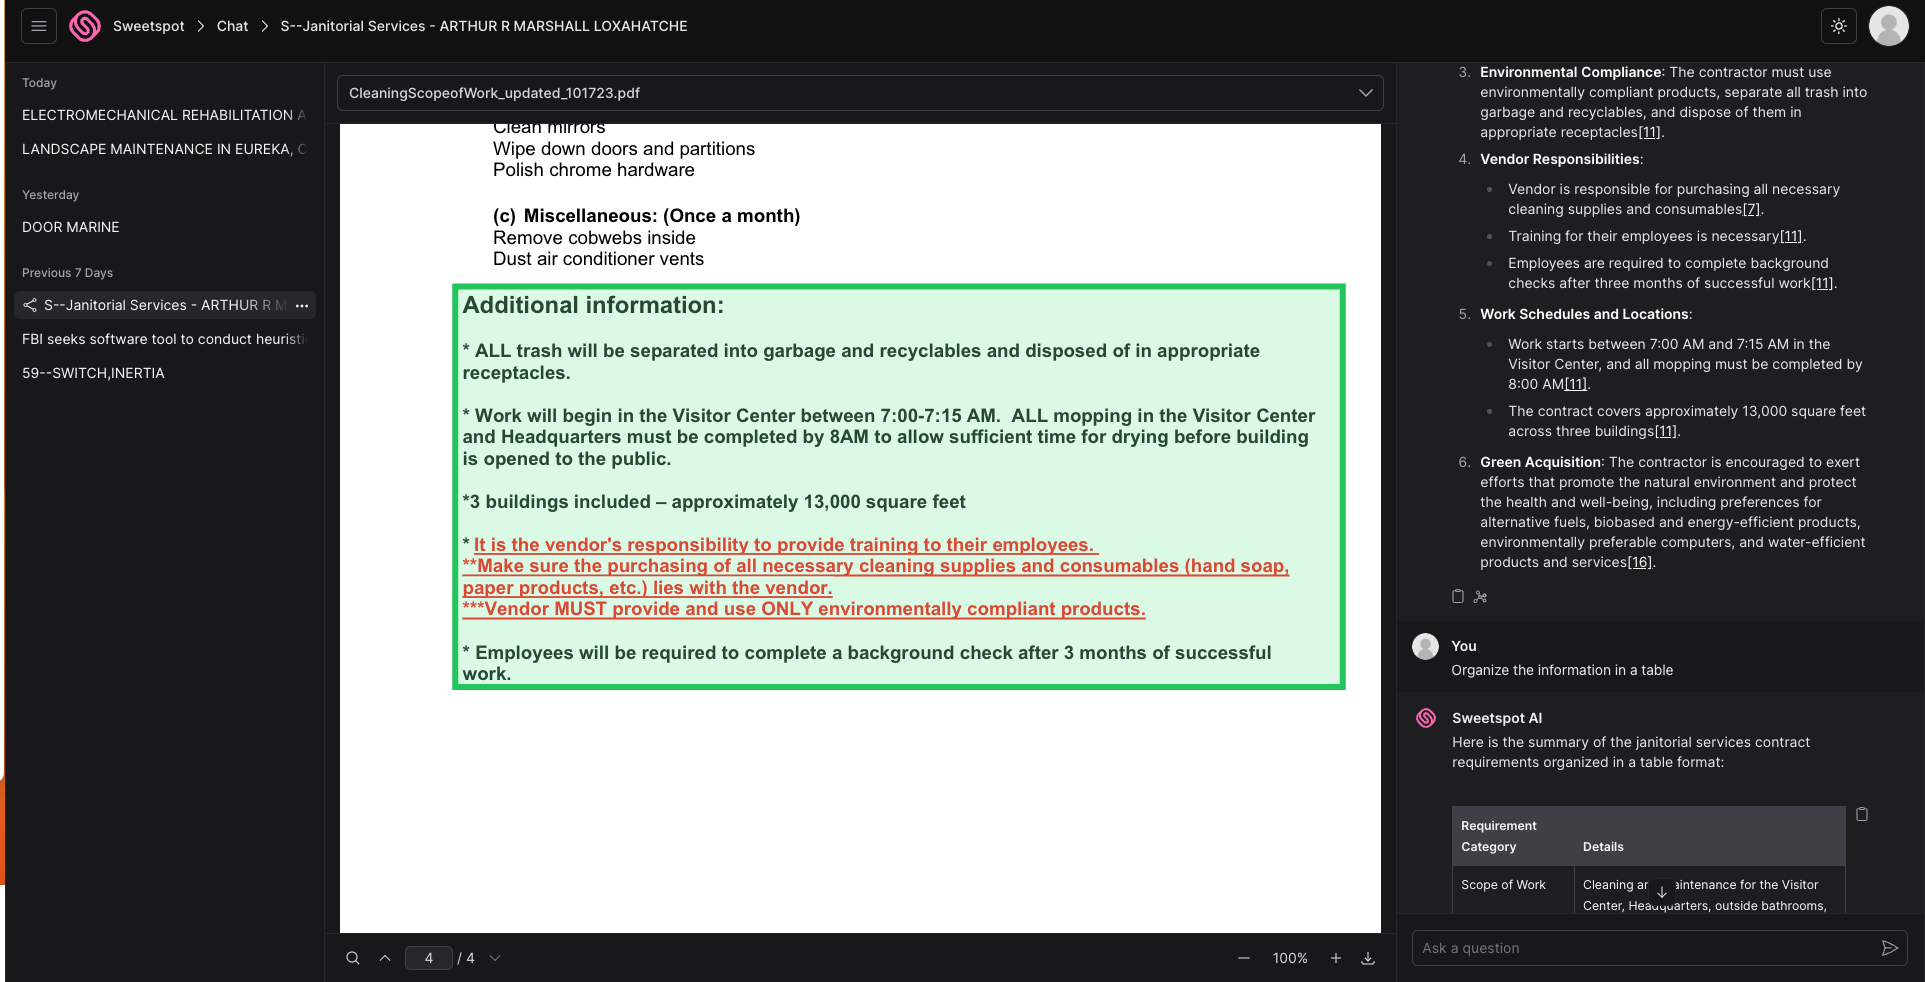 Sweetspot > Chat > S--Janitorial Services - ARTHUR R MARSHALL LOXAHATCHE
Today
ELECTROMECHANICAL REHABILITATION A
LANDSCAPE MAINTENANCE IN EUREKA, C
Yesterday
DOOR MARINE
Previous 7 Days
S--Janitorial Services - ARTHUR R M ...
FBI seeks software tool to conduct heuristi
59--SWITCH,INERTIA
CleaningScopeofWork_updated_101723.pdf
Clean mirrors
Wipe down doors and partitions
Polish chrome hardware
(c) Miscellaneous: (Once a month)
Remove cobwebs inside
Dust air conditioner vents
Additional information:
* ALL trash will be separated into garbage and recyclables and disposed of in appropriate
receptacles.
* Work will begin in the Visitor Center between 7:00-7:15 AM.  ALL mopping in the Visitor Center
and Headquarters must be completed by 8AM to allow sufficient time for drying before building
is opened to the public.
*3 buildings included – approximately 13,000 square feet
* It is the vendor's responsibility to provide training to their employees.
**Make sure the purchasing of all necessary cleaning supplies and consumables (hand soap,
paper products, etc.) lies with the vendor.
***Vendor MUST provide and use ONLY environmentally compliant products.
* Employees will be required to complete a background check after 3 months of successful
work.
4 / 4
100%
3. Environmental Compliance: The contractor must use
environmentally compliant products, separate all trash into
garbage and recyclables, and dispose of them in
appropriate receptacles[11].
4. Vendor Responsibilities:
• Vendor is responsible for purchasing all necessary
cleaning supplies and consumables[7].
• Training for their employees is necessary[11].
• Employees are required to complete background
checks after three months of successful work[11].
5. Work Schedules and Locations:
• Work starts between 7:00 AM and 7:15 AM in the
Visitor Center, and all mopping must be completed by
8:00 AM[11].
• The contract covers approximately 13,000 square feet
across three buildings[11].
6. Green Acquisition: The contractor is encouraged to exert
efforts that promote the natural environment and protect
the health and well-being, including preferences for
alternative fuels, biobased and energy-efficient products,
environmentally preferable computers, and water-efficient
products and services[16].
You
Organize the information in a table
Sweetspot AI
Here is the summary of the janitorial services contract
requirements organized in a table format:
Requirement
Category Details
Scope of Work Cleaning an aintenance for the Visitor
Center, Headquarters, outside bathrooms,
Ask a question